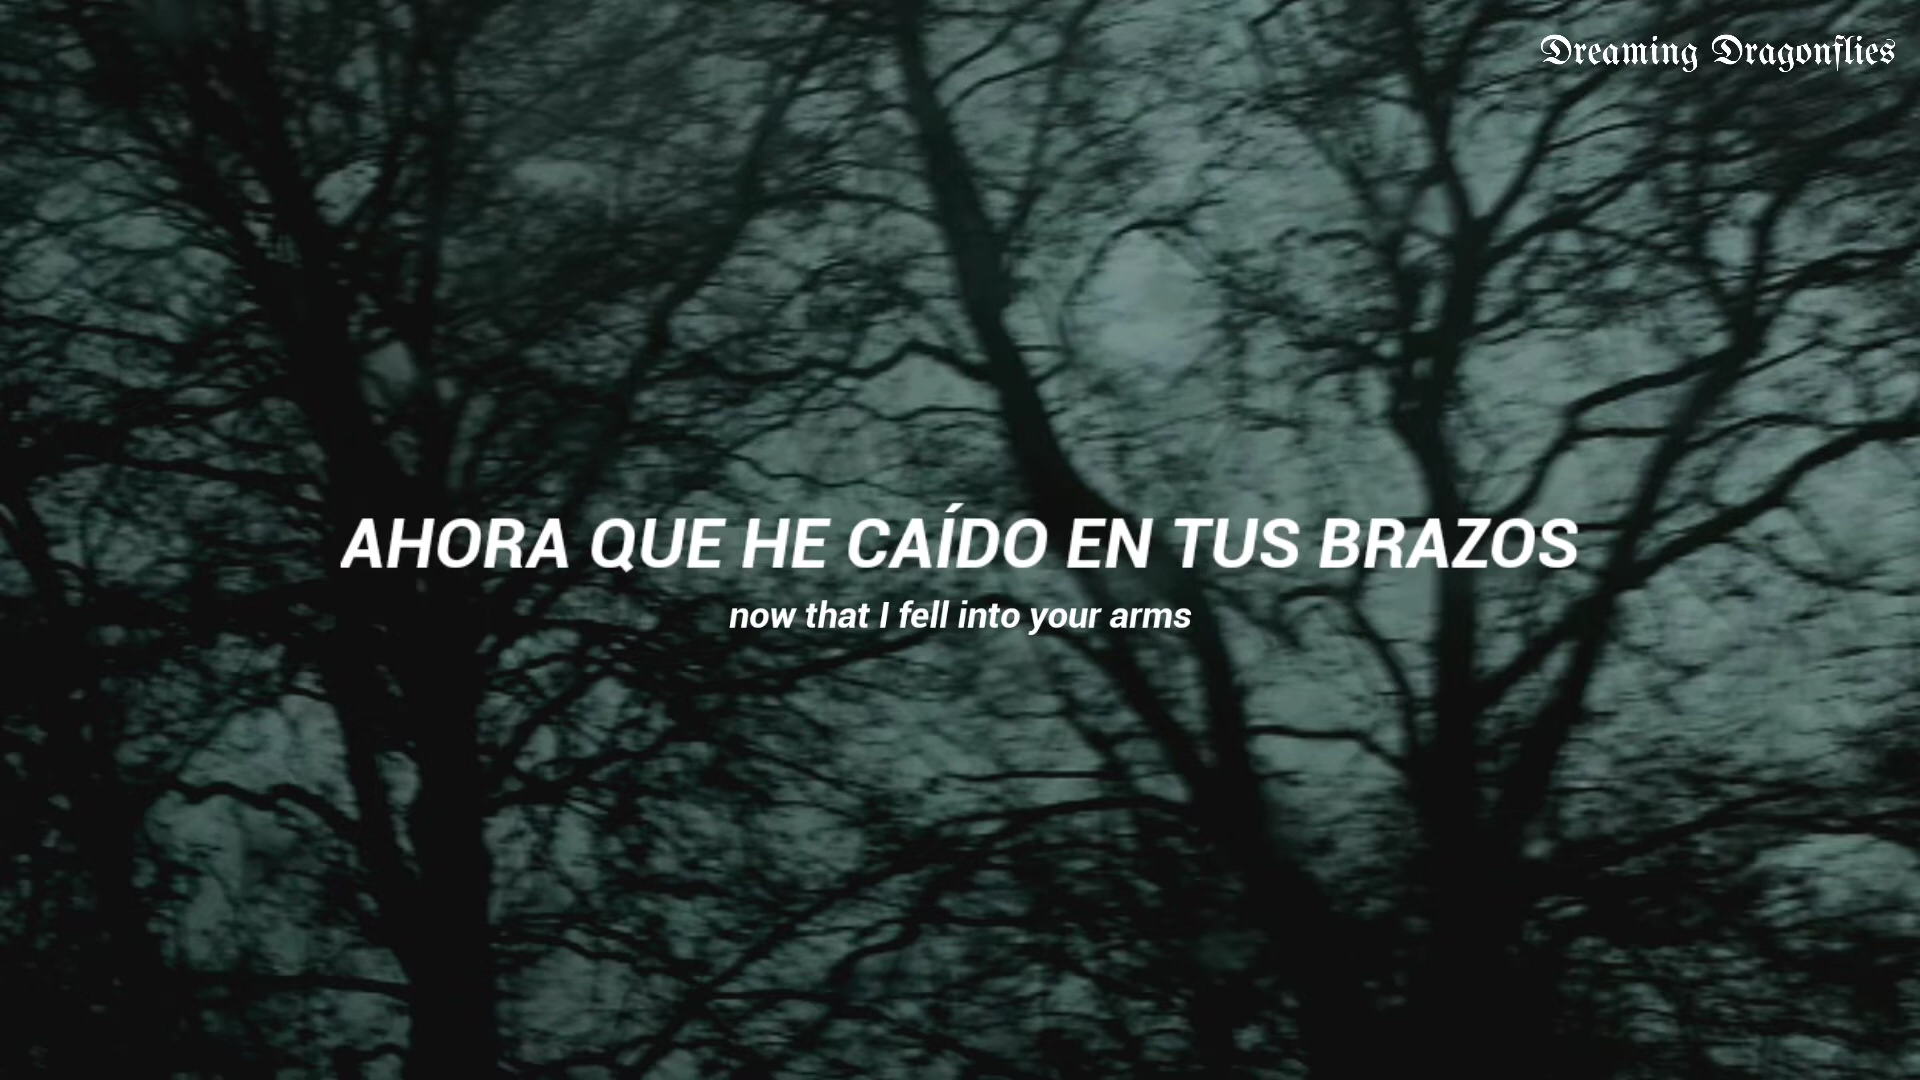 Dreaming Dragonflies
AHORA QUE HE CAÍDO EN TUS BRAZOS
now that I fell into your arms